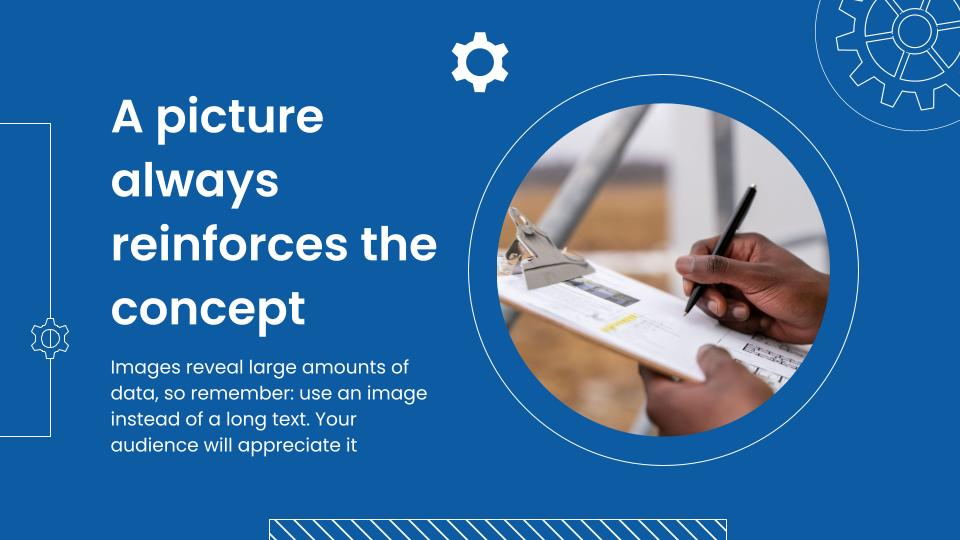 A picture
always
reinforces the
concept
Images reveal large amounts of
data, so remember: use an image
instead of a long text. Your
audience will appreciate it